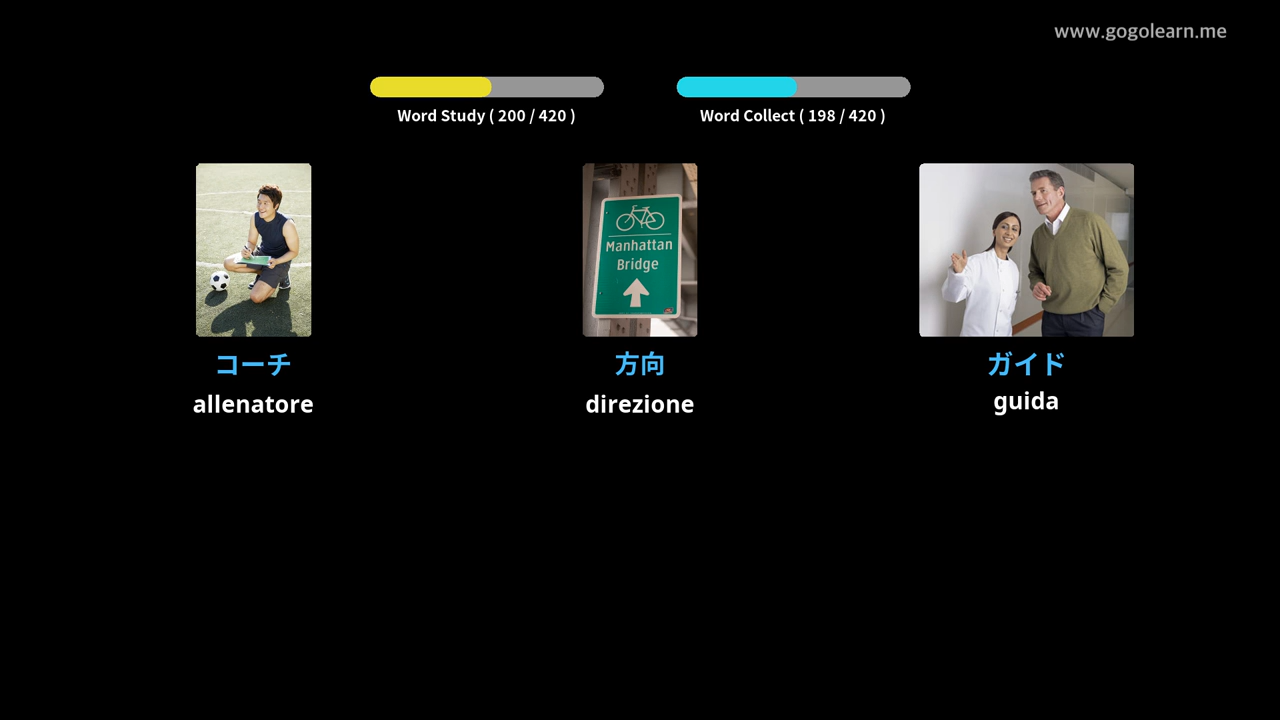 www.gogolearn.me
Word Study ( 200 / 420 )
Word Collect ( 198 / 420 )
Manhattan
Bridge
コーチ
方向
ガイド
allenatore
direzione
guida